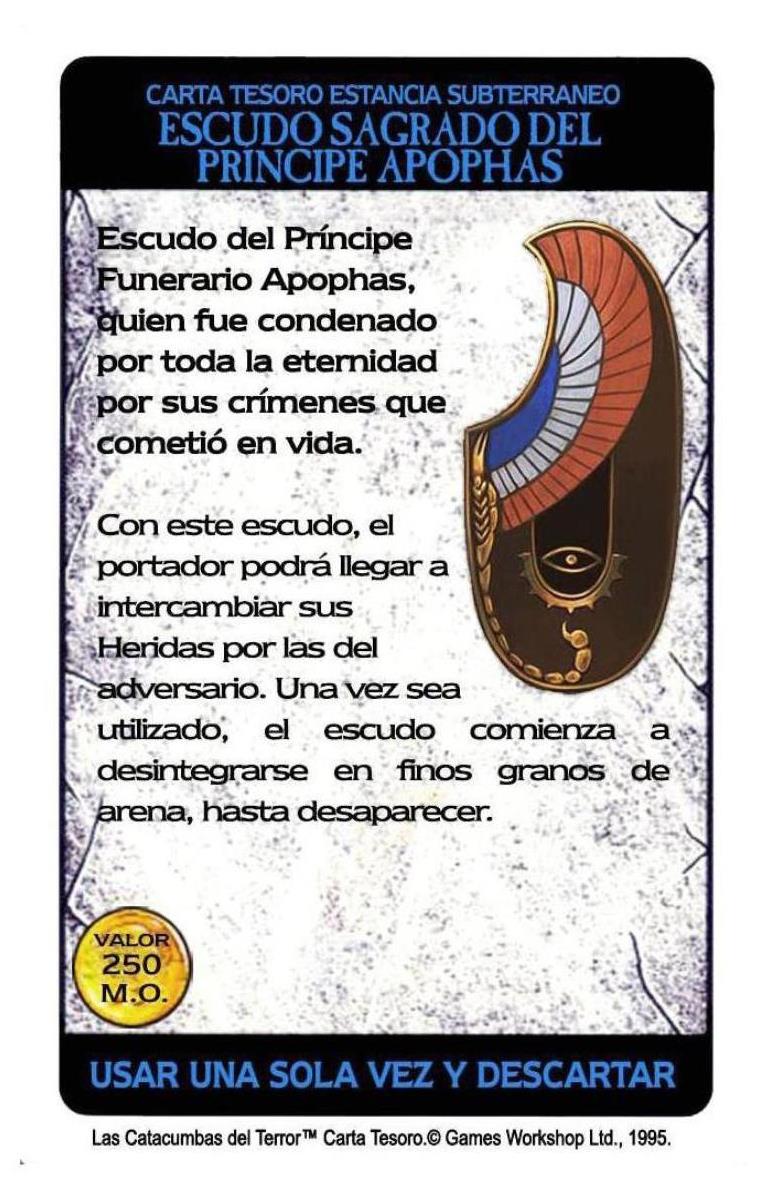 CARTA TESORO ESTANCIA SUBTERRANEO
ESCUDO SAGRADO DEL
PRINCIPE APOPHAS
Escudo del Príncipe
Funerario Apophas,
quien fue condenado
por toda la eternidad
por sus crímenes que
cometió en vida.
Con este escudo, el
portador podrá llegar a
intercambiar sus
Heridas por las del
adversario. Una vez sea
utilizado, el escudo comienza a
desintegrarse en finos granos de
arena, hasta desaparecer.
VALOR
250
M.O.
USAR UNA SOLA VEZ Y DESCARTAR
Las Catacumbas del Terror™ Carta Tesoro.© Games Workshop Ltd., 1995.